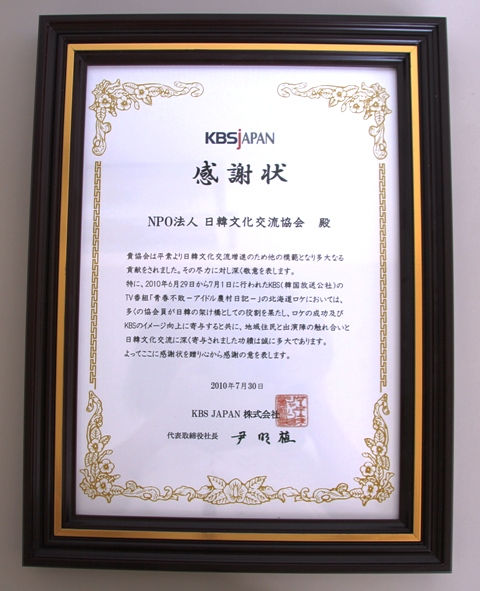 KBSjAPAN
感謝状
NPO法人 日韓文化交流協会 殿
貴協会は平素より日韓文化交流増進のため他の模範となり多大なる
貢献をされました。その尽力に対し深く敬意を表します。
特に、2010年6月29日から7月1日に行われたKBS(韓国放送公社)の
TV番組「青春不敗－アイドル農村日記－」の北海道ロケにおいては、
多くの協会員が日韓の架け橋としての役割を果たし、ロケの成功及び
KBSのイメージ向上に寄与すると共に、地域住民と出演陣の触れ合いと
日韓文化交流に深く寄与されました功績は誠に多大であります。
よってここに感謝状を贈り心から感謝の意を表します。
2010年7月30日
KBS JAPAN 株式会社
代表取締役社長 尹明植